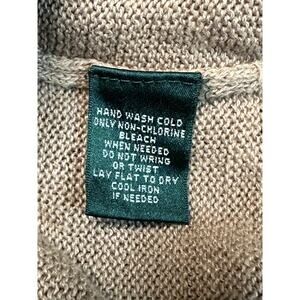 HAND WASH COLD
ONLY NON-CHLORINE
BLEACH
WHEN NEEDED
DO NOT WRING
OR TWIST
LAY FLAT TO DRY
COOL IRON
IF NEEDED